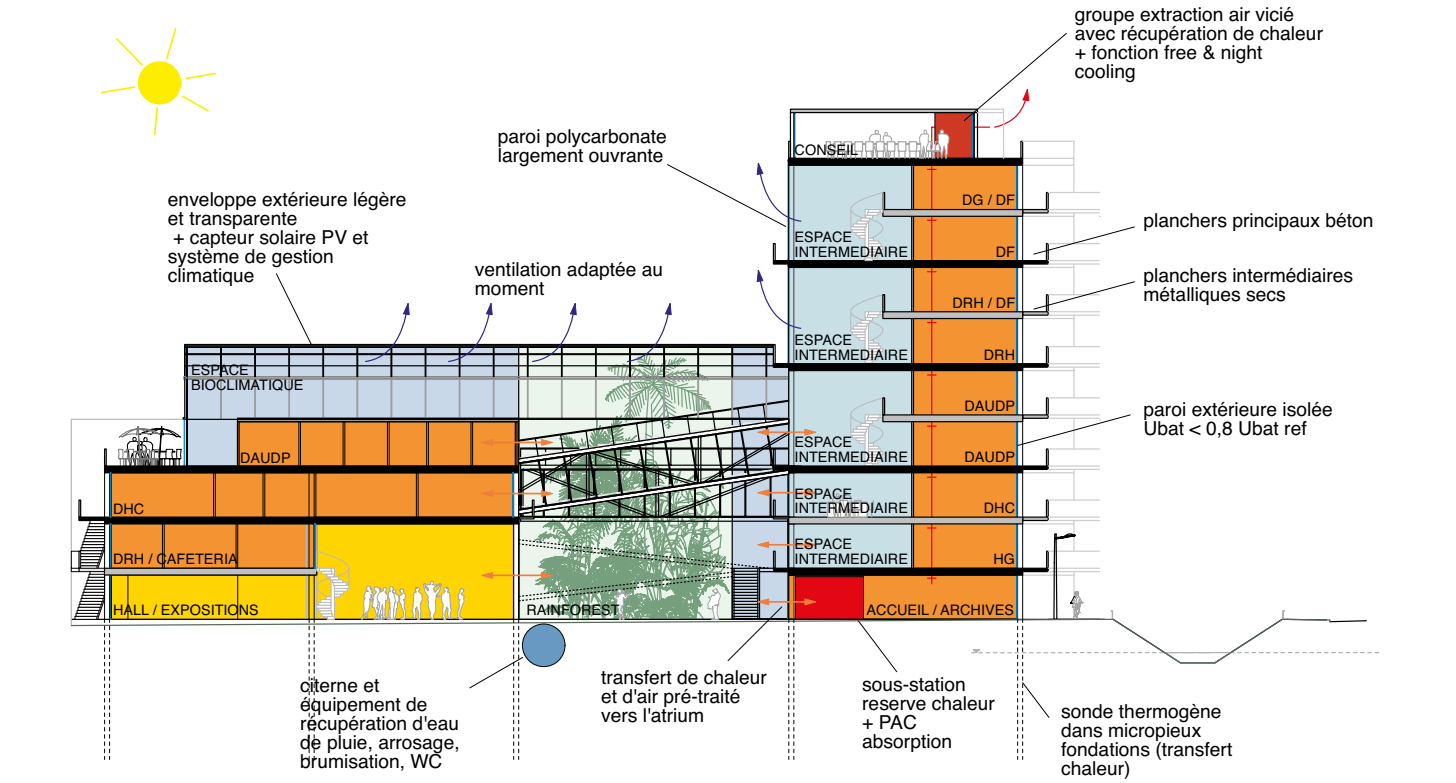 groupe extraction air vicié
avec récupération de chaleur
+ fonction free & night
cooling
paroi polycarbonate
largement ouvrante
enveloppe extérieure légère
et transparente
+ capteur solaire PV et
système de gestion
climatique
ventilation adaptée au
moment
planchers principaux béton
planchers intermédiaires
métalliques secs
paroi extérieure isolée
Ubat < 0,8 Ubat ref
CONSEIL
DG / DF
ESPACE
INTERMEDIAIRE
DF
DRH / DF
ESPACE
INTERMEDIAIRE
DRH
DAUDP
ESPACE
INTERMEDIAIRE
DAUDP
ESPACE
INTERMEDIAIRE
DHC
ESPACE
INTERMEDIAIRE
HG
ACCUEIL / ARCHIVES
ESPACE
BIOCLIMATIQUE
DAUDP
DHC
DRH / CAFETERIA
HALL / EXPOSITIONS
RAINFOREST
citerne et
équipement de
récupération d'eau
de pluie, arrosage,
brumisation, WC
transfert de chaleur
et d'air pré-traité
vers l'atrium
sous-station
reserve chaleur
+ PAC
absorption
sonde thermogène
dans micropieux
fondations (transfert
chaleur)